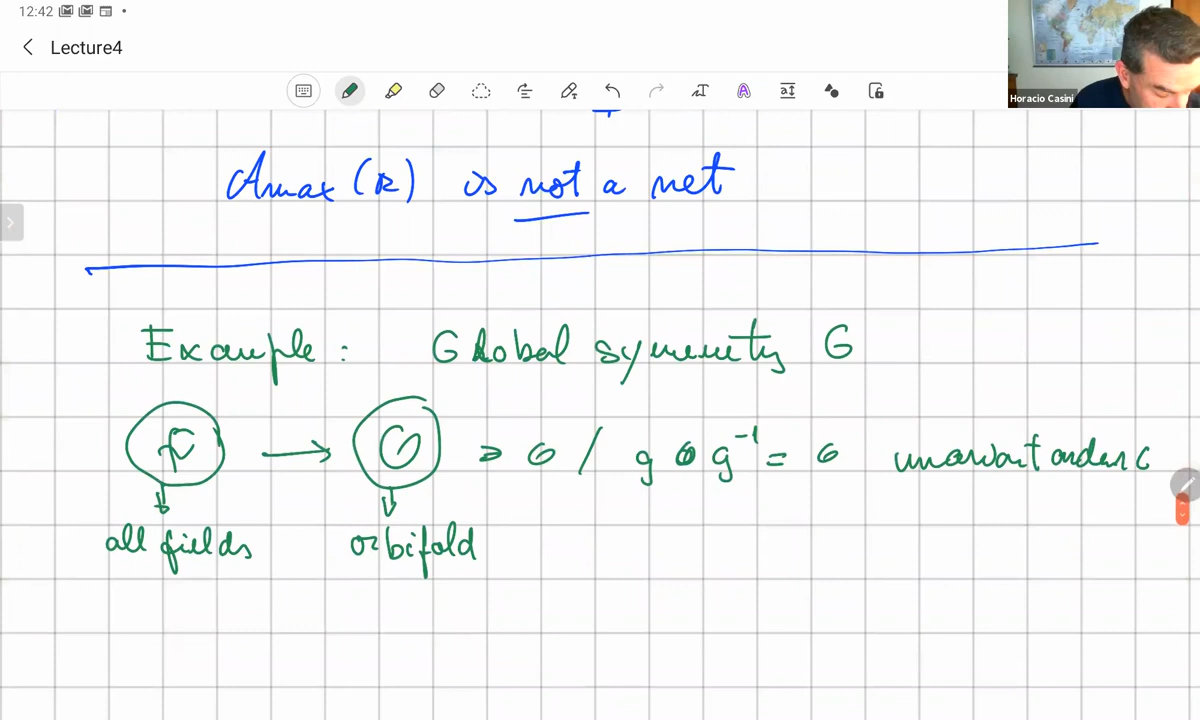 12:42
Lecture4
Horacio Casini
Amax (R) is not a net
Example : Global symmetry G
F → O ∋ O / g O g⁻¹ = O
all fields orbifold